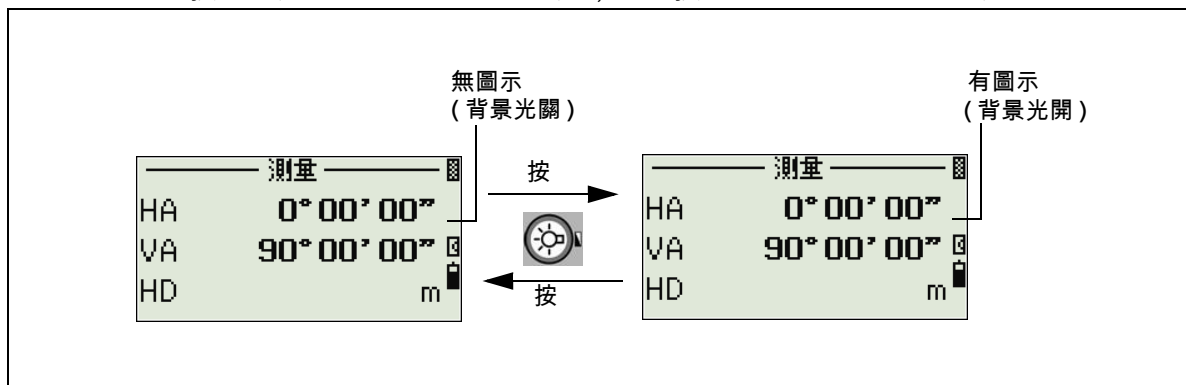 無圖示
(背景光關)
有圖示
(背景光開)
測量
HA 0°00'00"
VA 90°00'00"
HD m
按
按
測量
HA 0°00'00"
VA 90°00'00"
HD m